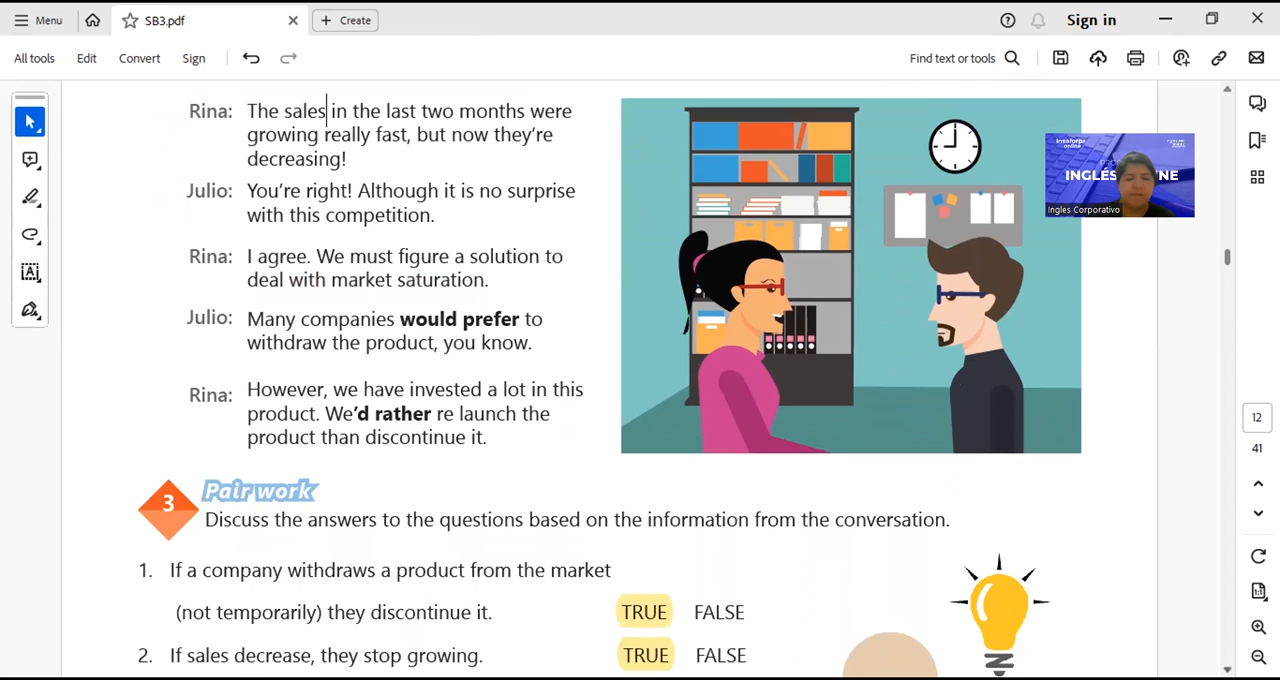 Menu
SB3.pdf
Create
Sign in
All tools
Edit
Convert
Sign
Find text or tools
Rina: The sales in the last two months were
growing really fast, but now they're
decreasing!
Julio: You're right! Although it is no surprise
with this competition.
Rina: I agree. We must figure a solution to
deal with market saturation.
Julio: Many companies would prefer to
withdraw the product, you know.
Rina: However, we have invested a lot in this
product. We'd rather re launch the
product than discontinue it.
INGLES
NE
Ingles Corporativo
12
41
3 Pair work
Discuss the answers to the questions based on the information from the conversation.
1. If a company withdraws a product from the market
(not temporarily) they discontinue it. TRUE FALSE
2. If sales decrease, they stop growing. TRUE FALSE